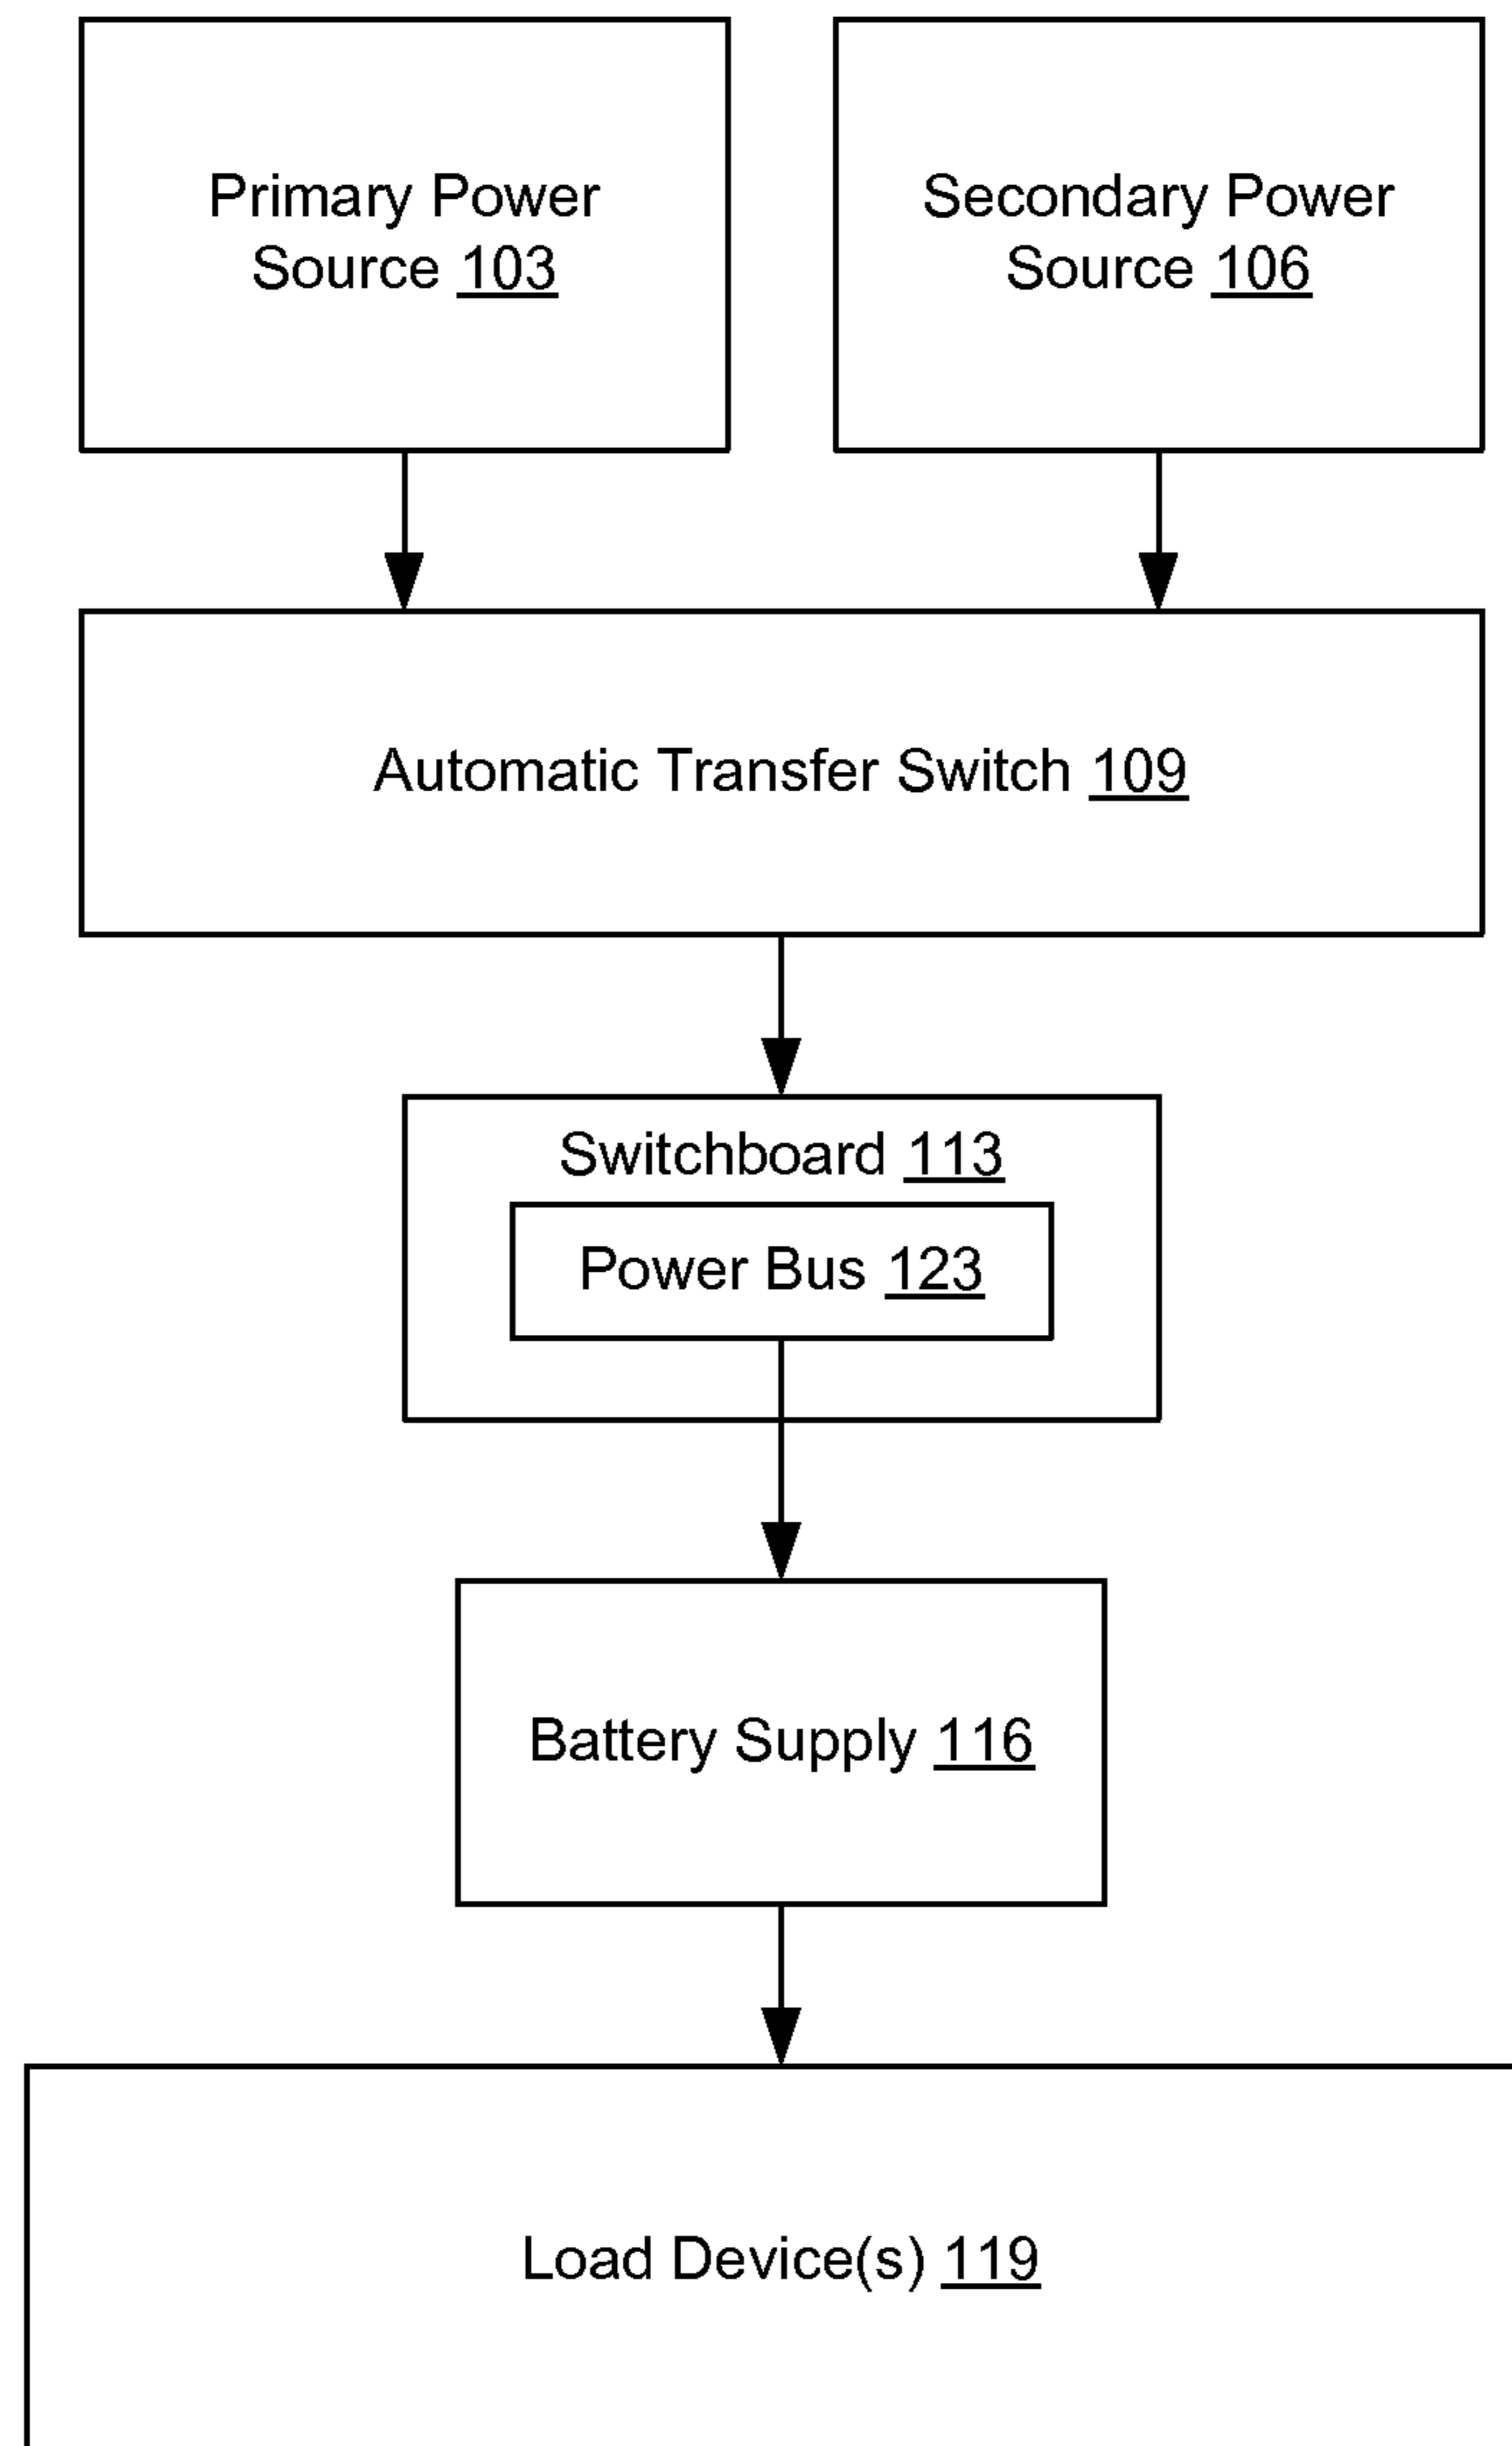 Primary Power
Source 103
Secondary Power
Source 106
Automatic Transfer Switch 109
Switchboard 113
Power Bus 123
Battery Supply 116
Load Device(s) 119